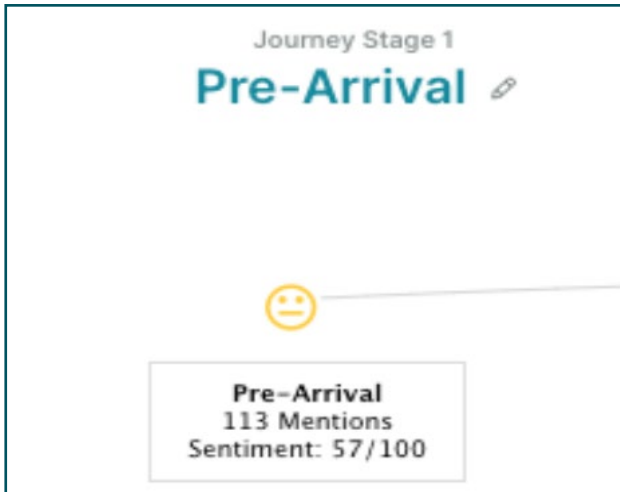 Journey Stage 1
Pre-Arrival
Pre-Arrival
113 Mentions
Sentiment: 57/100